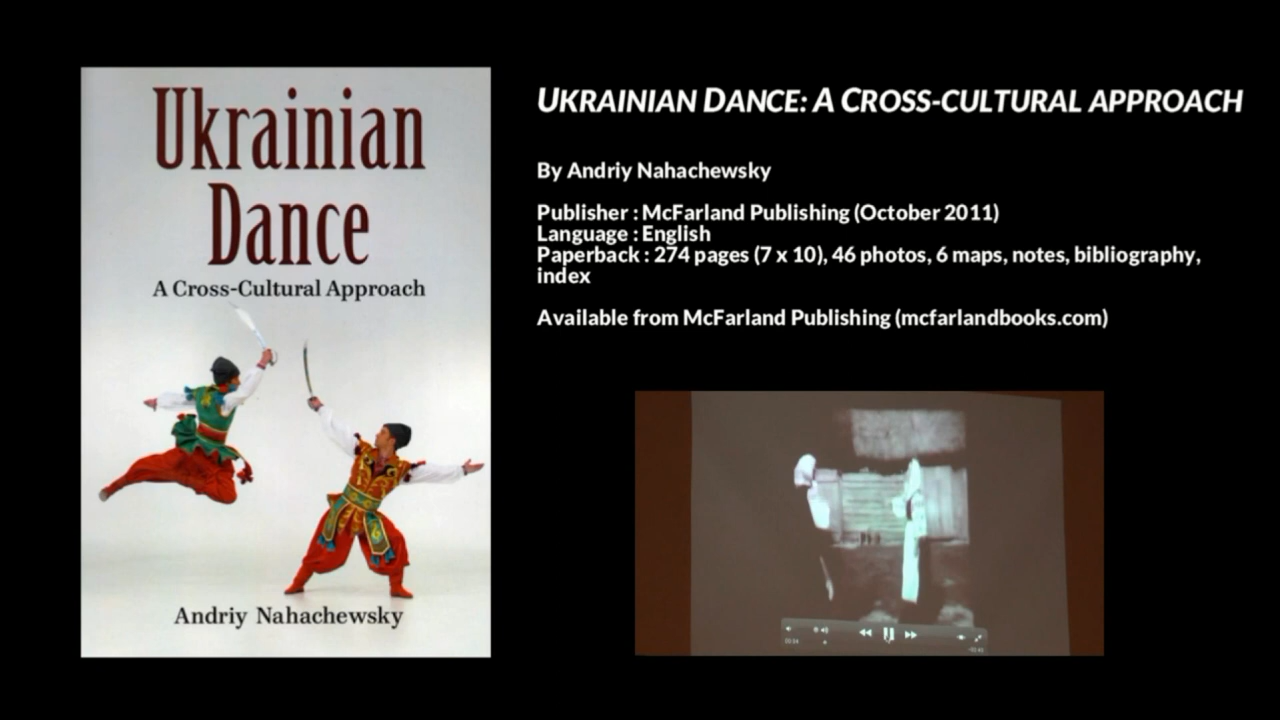 Ukrainian
Dance
A Cross-Cultural Approach
Andriy Nahachewsky
UKRAINIAN DANCE: A CROSS-CULTURAL APPROACH
By Andriy Nahachewsky
Publisher : McFarland Publishing (October 2011)
Language : English
Paperback : 274 pages (7 x 10), 46 photos, 6 maps, notes, bibliography,
index
Available from McFarland Publishing (mcfarlandbooks.com)